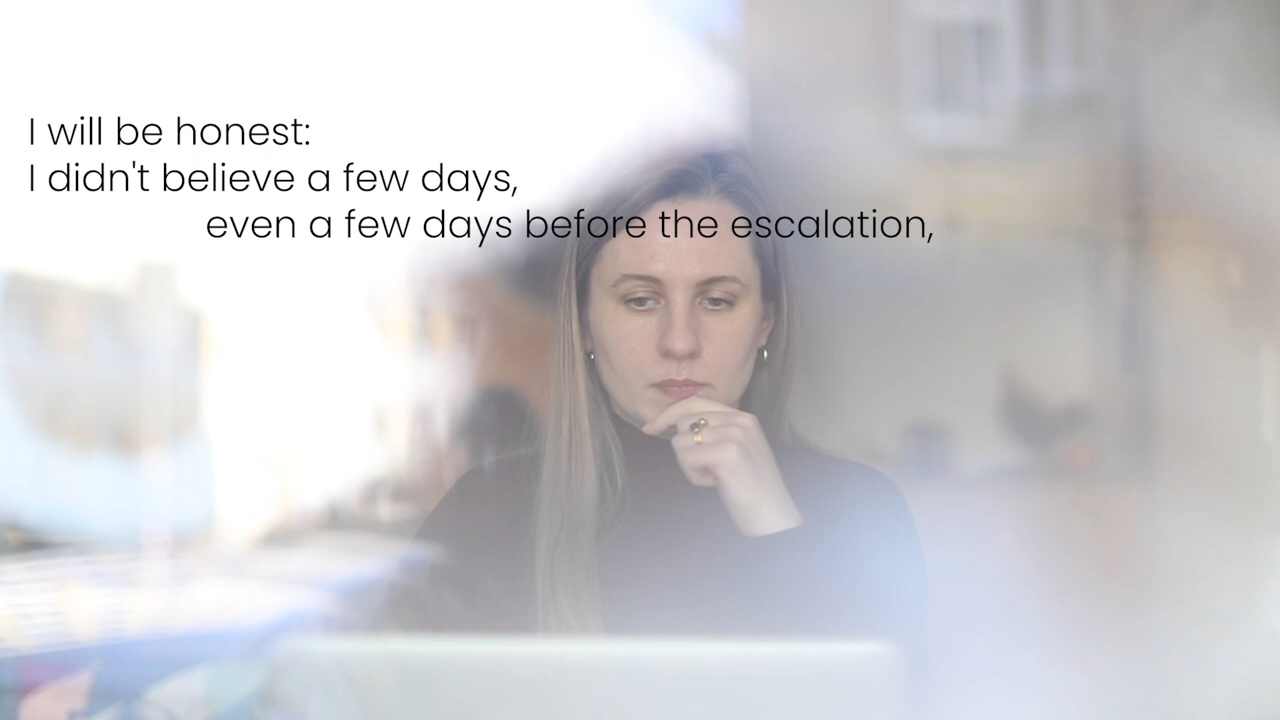 I will be honest:
I didn't believe a few days,
even a few days before the escalation,